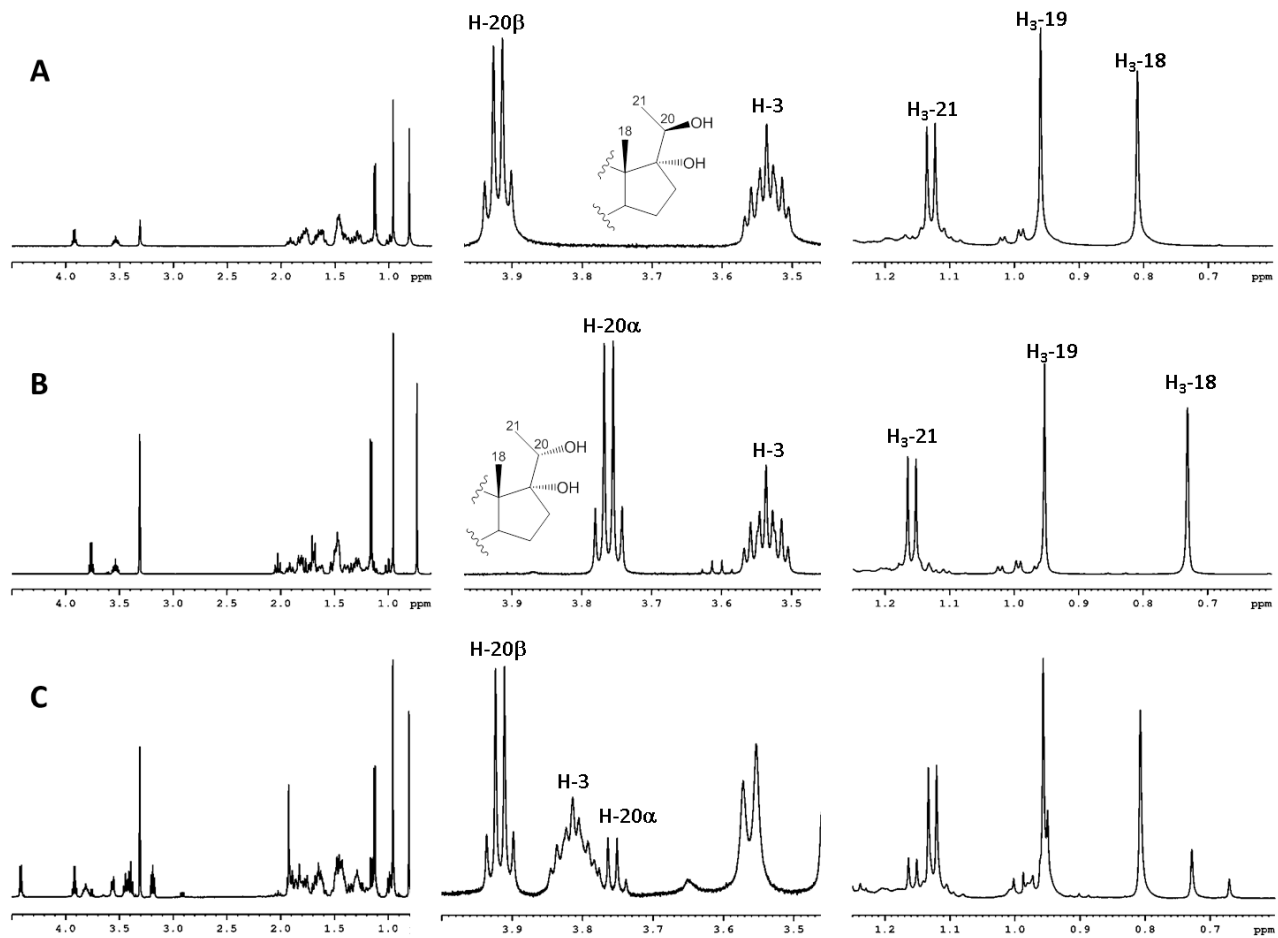 A
H-20β
21
20
OH
18
OH
H-3
H₃-21
H₃-19
H₃-18
4.0 3.5 3.0 2.5 2.0 1.5 1.0 ppm
3.9 3.8 3.7 3.6 3.5
1.2 1.1 1.0 0.9 0.8 0.7 ppm
B
H-20α
21
20
OH
18
OH
H-3
H₃-21
H₃-19
H₃-18
4.0 3.5 3.0 2.5 2.0 1.5 1.0 ppm
3.9 3.8 3.7 3.6 3.5
1.2 1.1 1.0 0.9 0.8 0.7 ppm
C
H-20β
H-3
H-20α
4.0 3.5 3.0 2.5 2.0 1.5 1.0 ppm
3.9 3.8 3.7 3.6 3.5
1.2 1.1 1.0 0.9 0.8 0.7 ppm